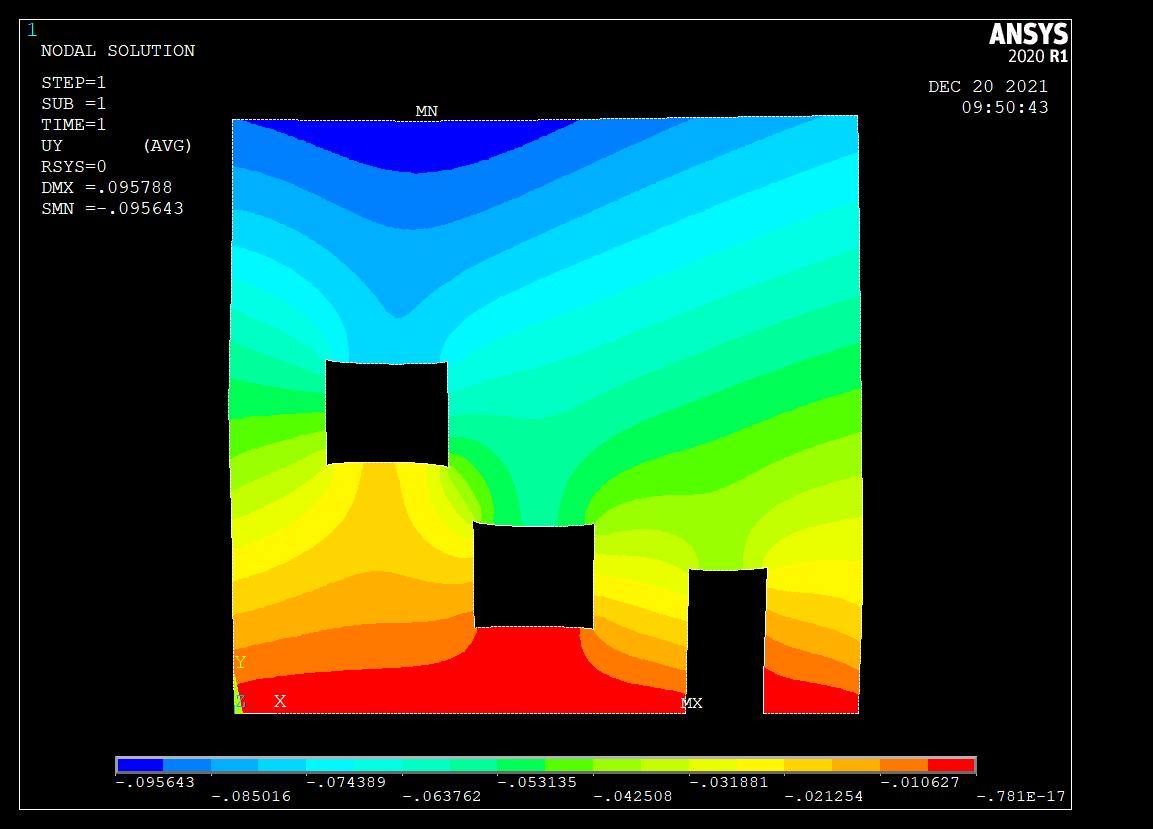 1
NODAL SOLUTION
STEP=1
SUB =1
TIME=1
UY (AVG)
RSYS=0
DMX =.095788
SMN =-.095643
ANSYS
2020 R1
DEC 20 2021
09:50:43
MN
Y
Z X
MX
-.095643 -.074389 -.053135 -.031881 -.010627
-.085016 -.063762 -.042508 -.021254 -.781E-17